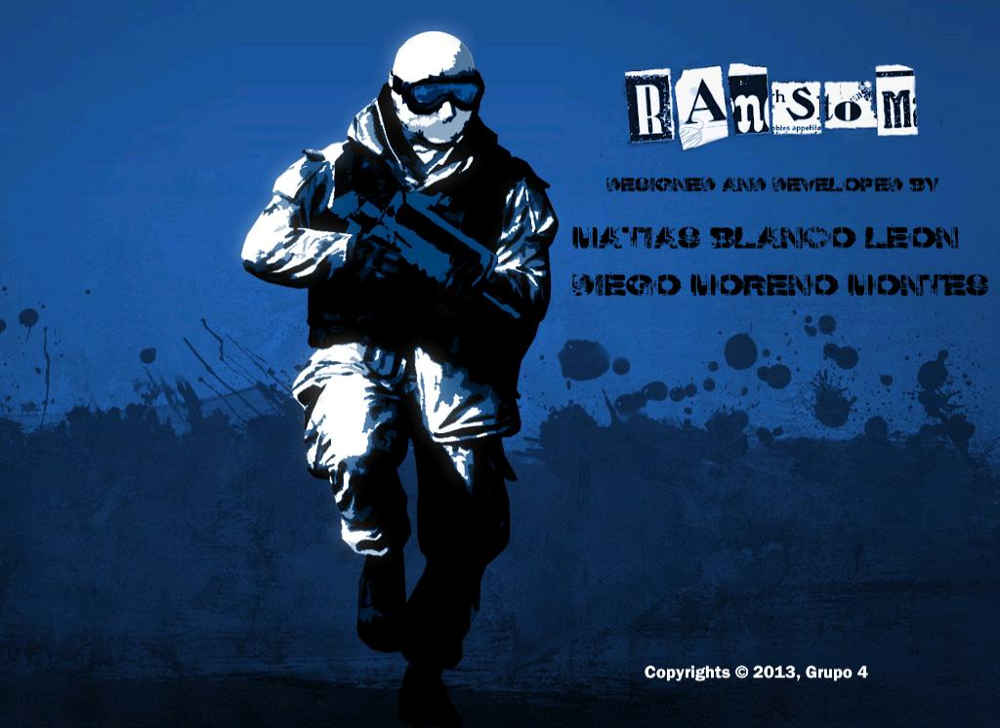 RAnsoM
DESIGNED AND DEVELOPED BY
MATIAS BLANCO LEON
DIEGO MORENO MONTES
Copyrights © 2013, Grupo 4